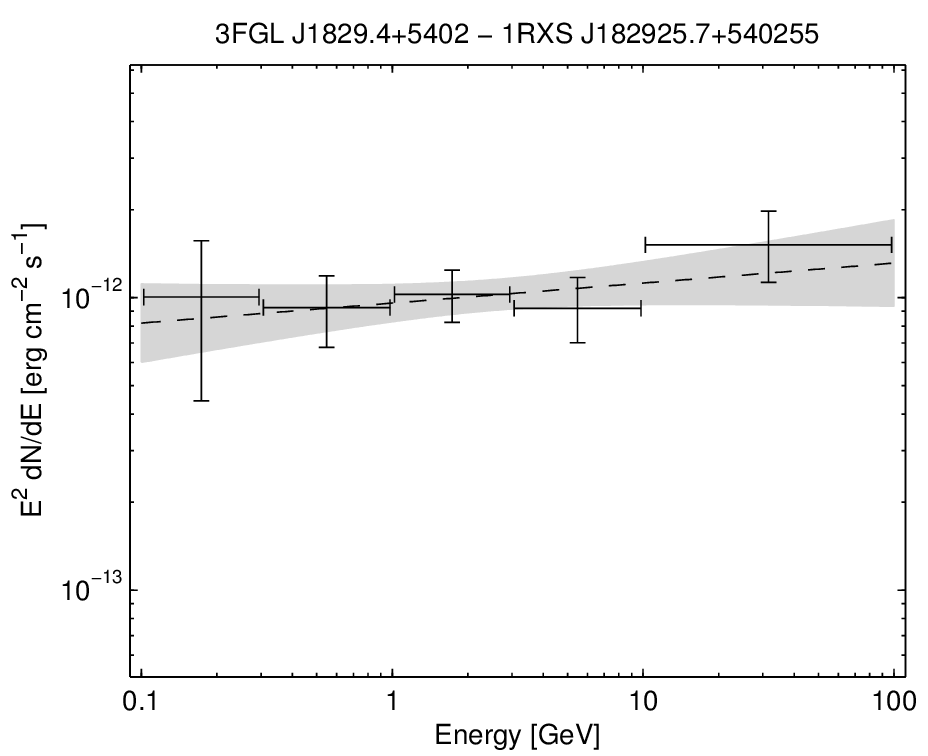 3FGL J1829.4+5402 − 1RXS J182925.7+540255
E² dN/dE [erg cm⁻² s⁻¹]
10⁻¹²
10⁻¹³
0.1 1 10 100
Energy [GeV]